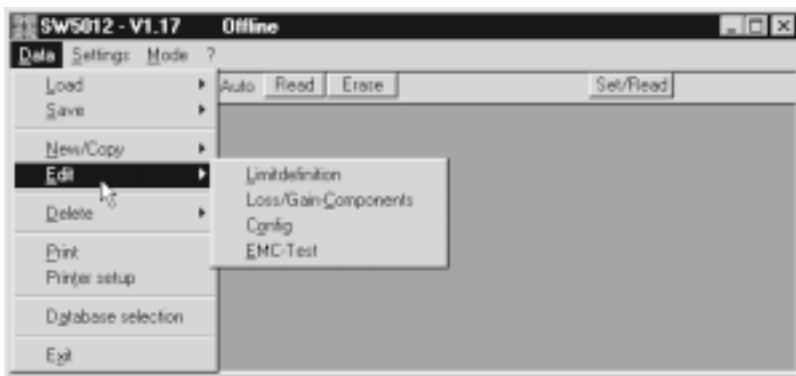 SW5012 - V1.17 Offline
Data Settings Mode ?
Auto Read Erase Set/Read
Load
Save
New/Copy
Edit
Delete
Print
Printer setup
Database selection
Exit
Limitdefinition
Loss/Gain-Components
Config
EMC-Test